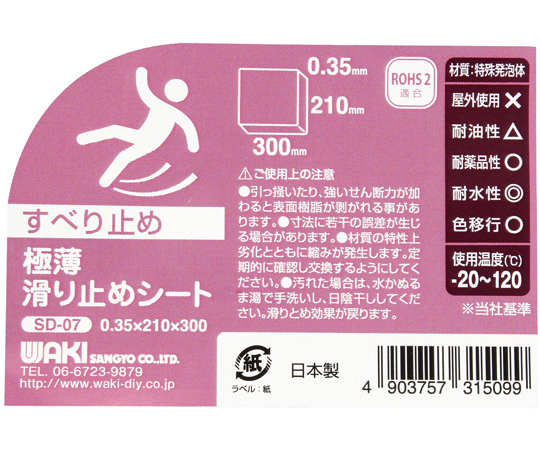 すべり止め
極薄
滑り止めシート
SD-07 0.35×210×300
WAKI SANGYO CO.,LTD.
TEL. 06-6723-9879
http://www.waki-diy.co.jp
0.35mm
210mm
300mm
ROHS 2
適合
⚠ご使用上の注意
●引っ掻いたり、強いせん断力が加
わると表面樹脂が剥がれる事があ
ります。●寸法に若干の誤差が生じ
る場合があります。●材質の特性上
劣化とともに縮みが発生します。定
期的に確認し交換するようにしてく
ださい。●汚れた場合は、水かぬる
ま湯で手洗いし、日陰干ししてくだ
さい。滑りとめ効果が戻ります。
材質:特殊発泡体
屋外使用 ×
耐油性 △
耐薬品性 ○
耐水性 ◎
色移行 ○
使用温度(℃)
-20~120
※当社基準
紙
ラベル:紙
日本製
4 903757 315099